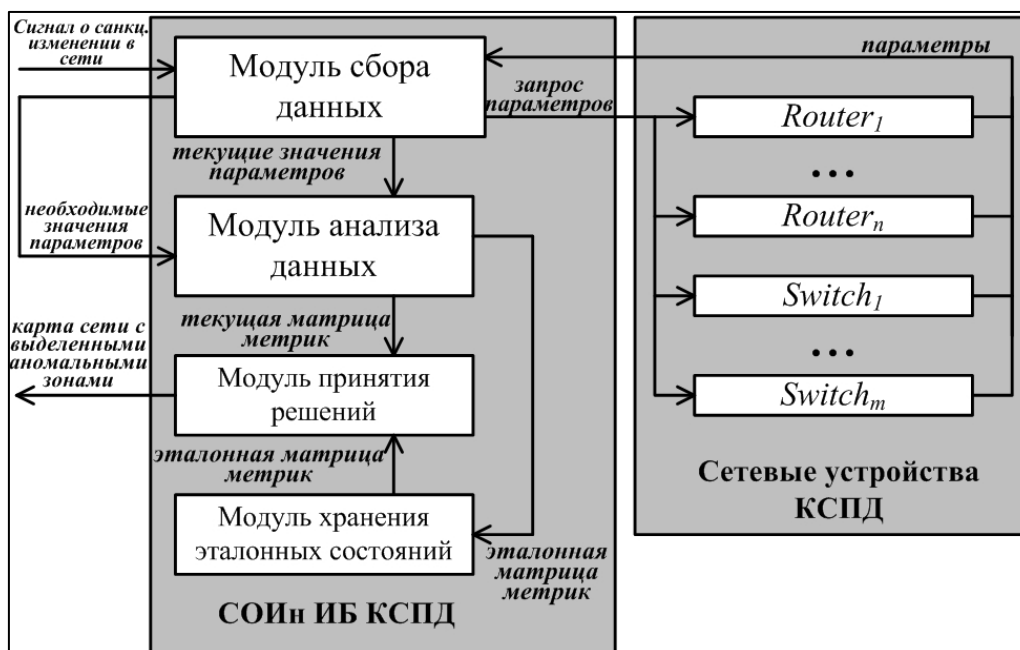 Сигнал о санкц.
изменении в
сети
Модуль сбора
данных
параметры
запрос
параметров
Router1
...
Routern
Switch1
...
Switchm
Сетевые устройства
КСПД
текущие значения
параметров
необходимые
значения
параметров
Модуль анализа
данных
текущая матрица
метрик
карта сети с
выделенными
аномальными
зонами
Модуль принятия
решений
эталонная матрица
метрик
Модуль хранения
эталонных состояний
эталонная
матрица
метрик
СОИн ИБ КСПД